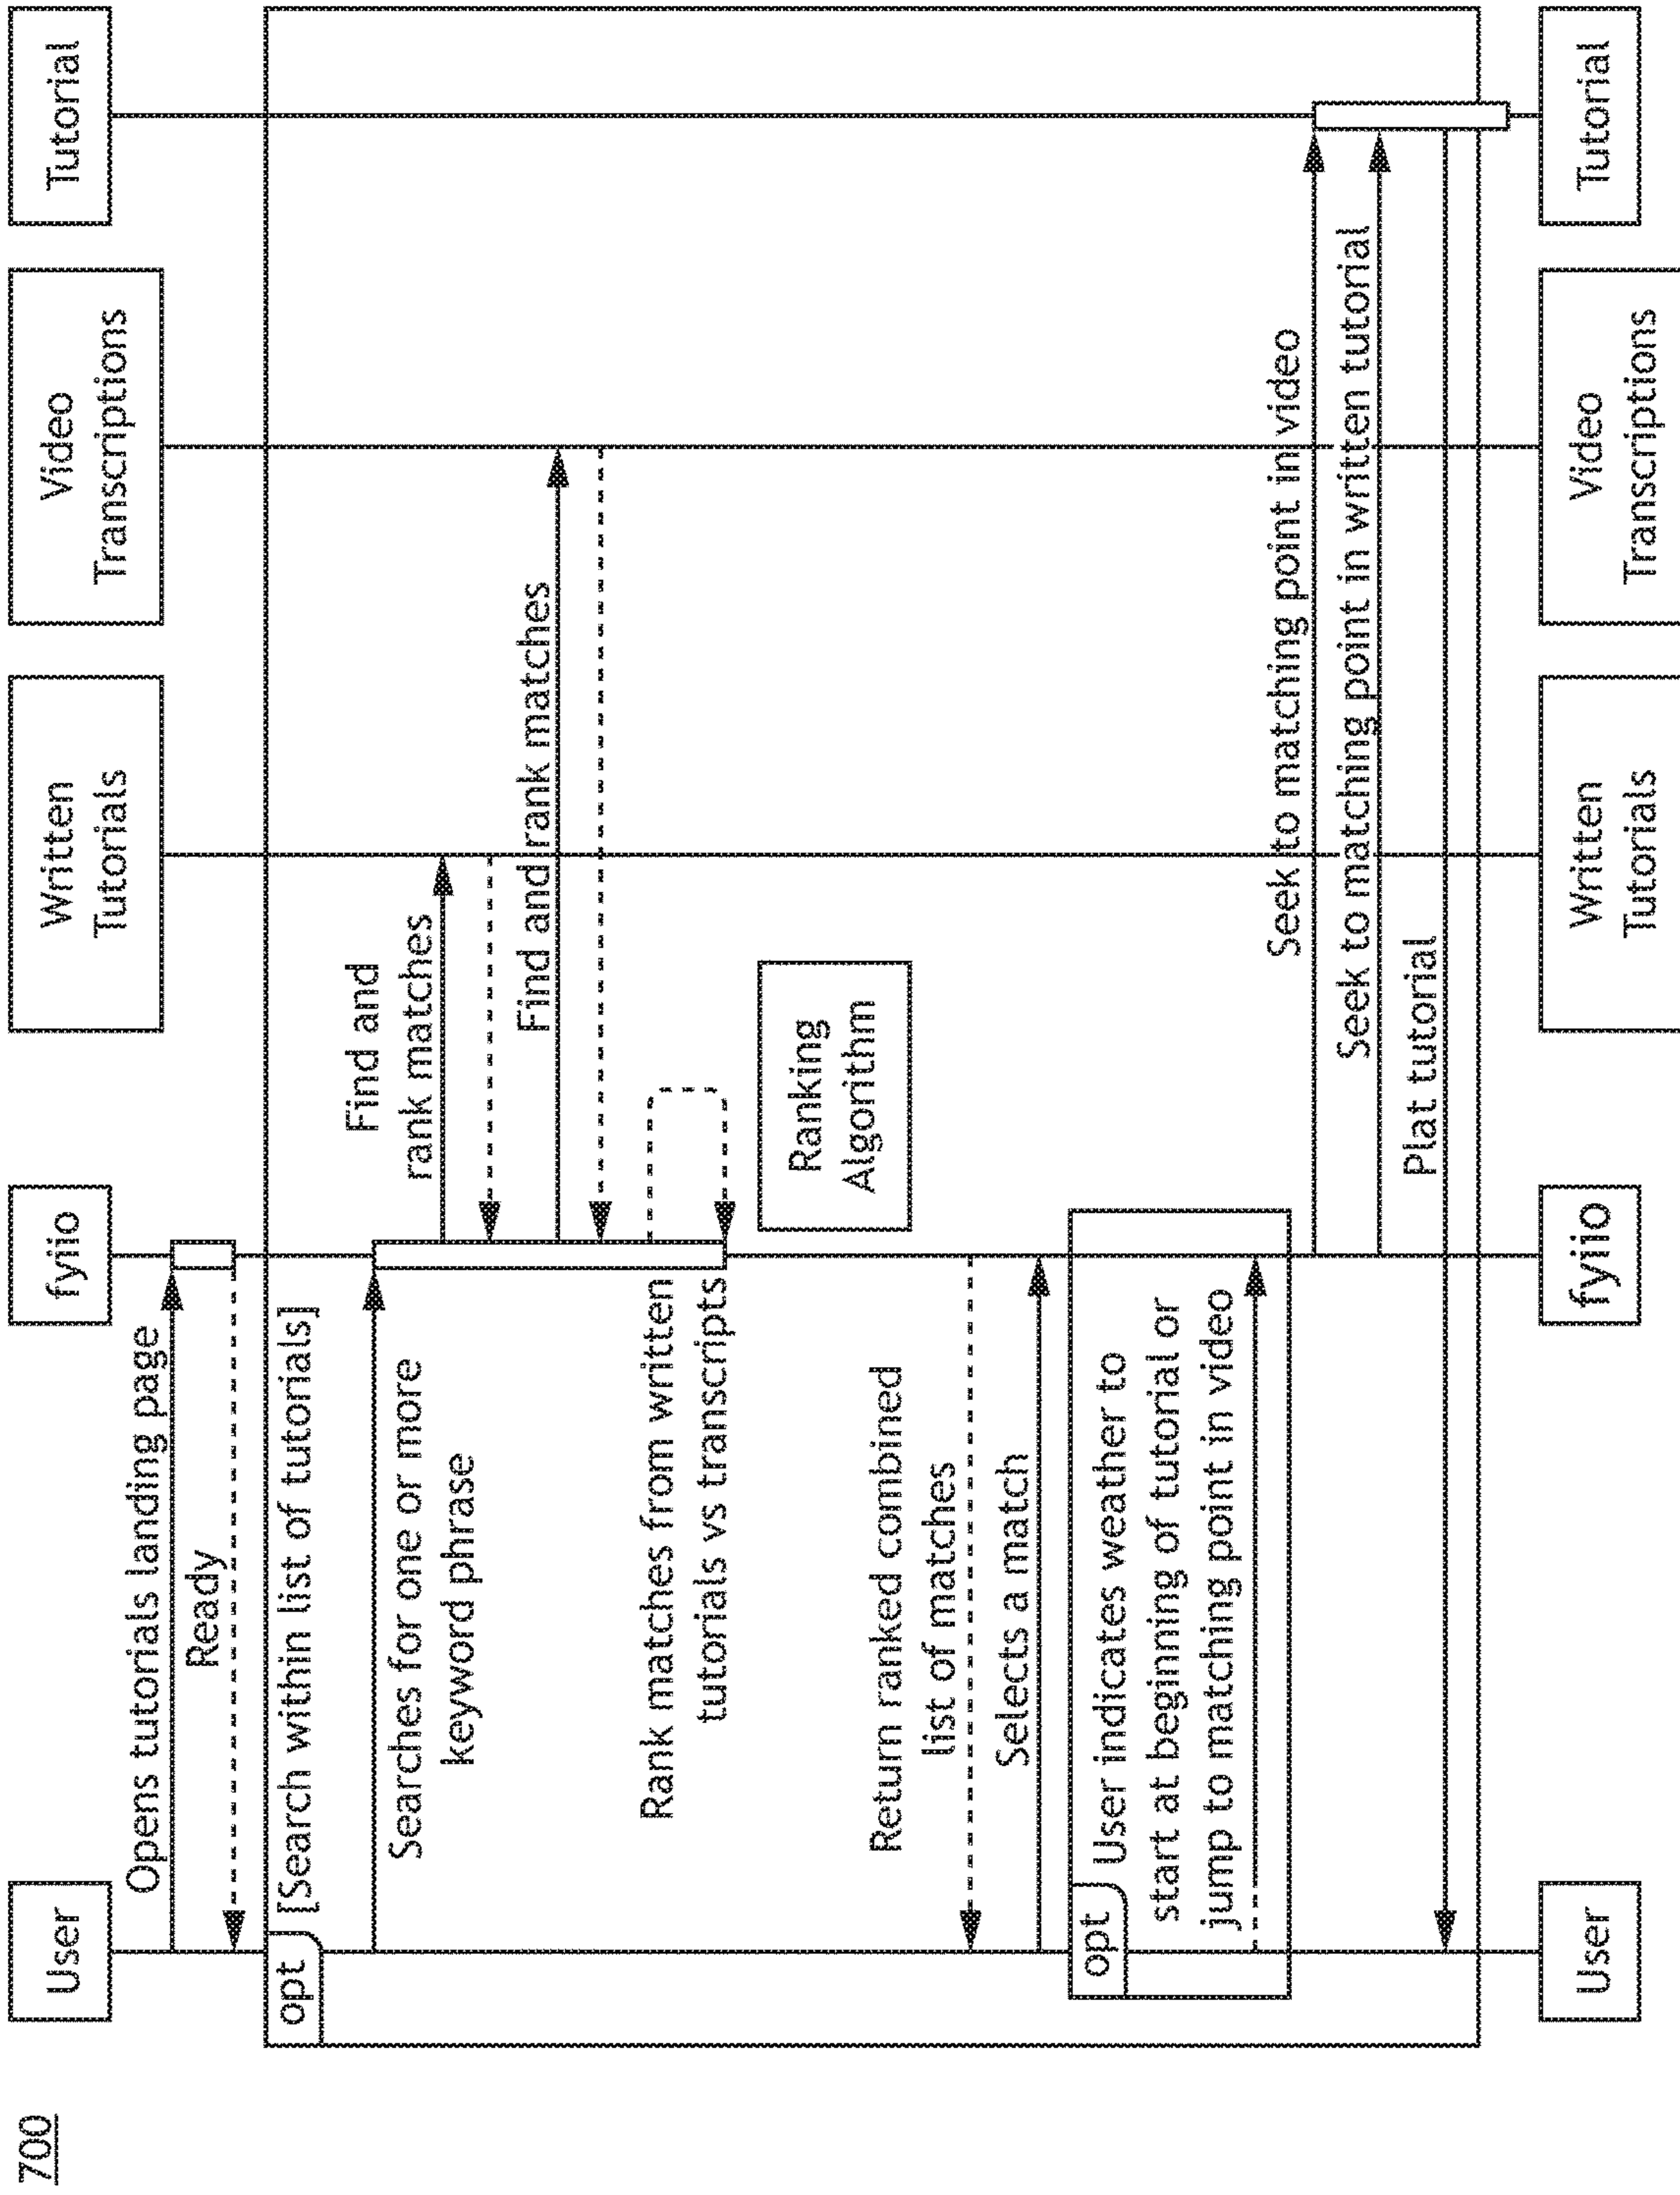 700
User
fyiio
Written
Tutorials
Video
Transcriptions
Tutorial
Opens tutorials landing page
Ready
opt
[Search within list of tutorials]
Searches for one or more
keyword phrase
Find and
rank matches
Find and rank matches
Rank matches from written
tutorials vs transcripts
Ranking
Algorithm
Return ranked combined
list of matches
Selects a match
opt
User indicates weather to
start at beginning of tutorial or
jump to matching point in video
Seek to matching point in video
Seek to matching point in written tutorial
Plat tutorial
User
fyiiio
Written
Tutorials
Video
Transcriptions
Tutorial